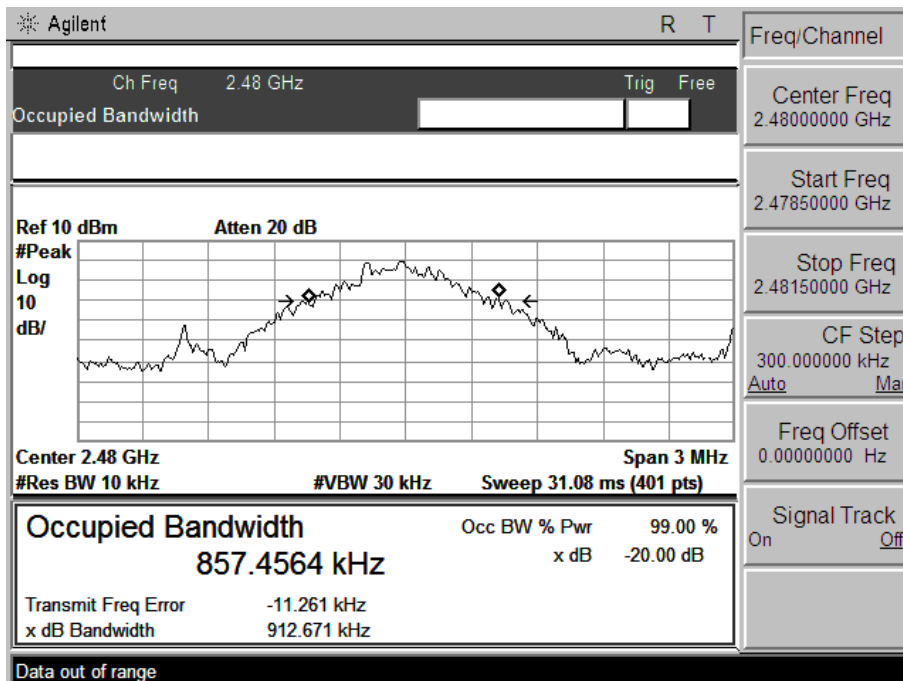 Agilent R T
Freq/Channel
Ch Freq 2.48 GHz Trig Free
Occupied Bandwidth
Center Freq
2.48000000 GHz
Start Freq
2.47850000 GHz
Stop Freq
2.48150000 GHz
CF Step
300.000000 kHz
Auto Mar
Freq Offset
0.00000000 Hz
Signal Track
On Off
Ref 10 dBm Atten 20 dB
#Peak
Log
10
dB/
Center 2.48 GHz Span 3 MHz
#Res BW 10 kHz #VBW 30 kHz Sweep 31.08 ms (401 pts)
Occupied Bandwidth
857.4564 kHz
Occ BW % Pwr 99.00 %
x dB -20.00 dB
Transmit Freq Error -11.261 kHz
x dB Bandwidth 912.671 kHz
Data out of range